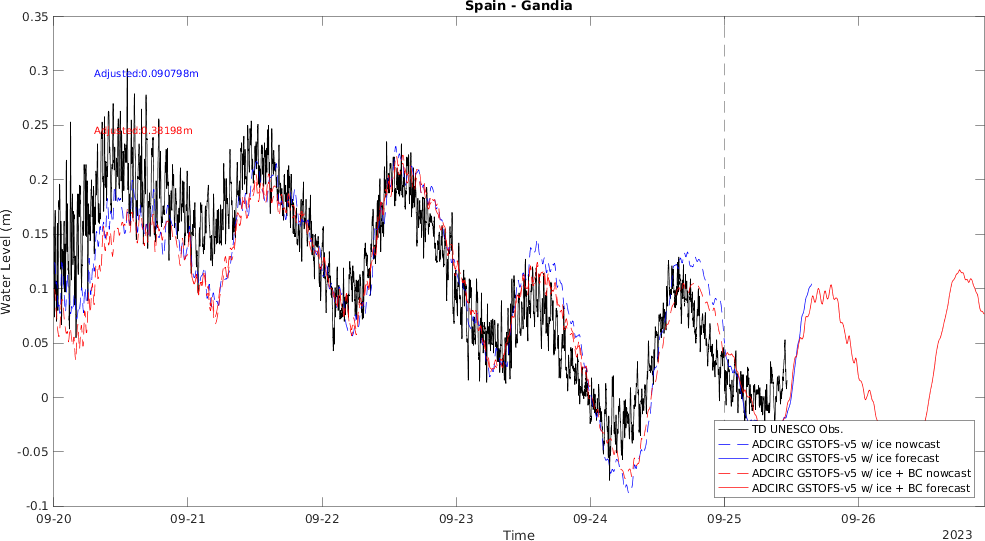 Spain - Gandia
0.35
0.3
0.25
0.2
0.15
0.1
0.05
0
-0.05
-0.1
Water Level (m)
Adjusted:0.090798m
Adjusted:0.38198m
TD UNESCO Obs.
ADCIRC GSTOFS-v5 w/ ice nowcast
ADCIRC GSTOFS-v5 w/ ice forecast
ADCIRC GSTOFS-v5 w/ ice + BC nowcast
ADCIRC GSTOFS-v5 w/ ice + BC forecast
09-20 09-21 09-22 09-23 09-24 09-25 09-26
Time
2023